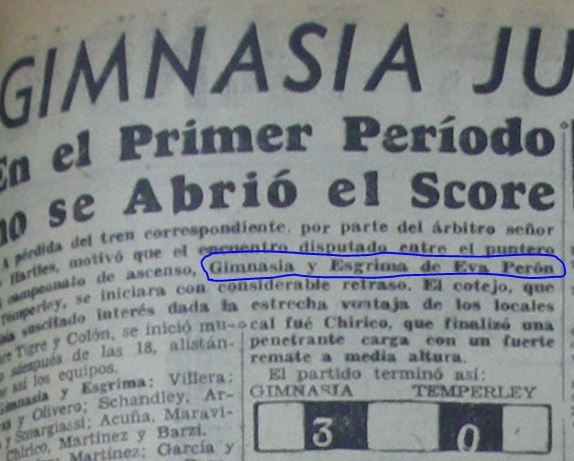 GIMNASIA JU
En el Primer Período
no se Abrió el Score
A pérdida del tren correspondiente, por parte del árbitro señor
Hartles, motivó que el encuentro disputado entre el puntero
campeonato de ascenso, Gimnasia y Esgrima de Eva Perón
Temperley, se iniciara con considerable retraso. El cotejo, que
suscitado interés dada la estrecha ventaja de los locales
re Tigre y Colón, se inició mu-
después de las 18, alistán-
e así los equipos.
Gimnasia y Esgrima: Villera;
y Olivero; Schandley, Ar-
y Smargiassi; Acuña, Maravi-
Chirico, Martínez y Barzi.
Martínez; García y
cal fué Chirico, que finalizó una
penetrante carga con un fuerte
remate a media altura.
El partido terminó así:
GIMNASIA TEMPERLEY
3 0